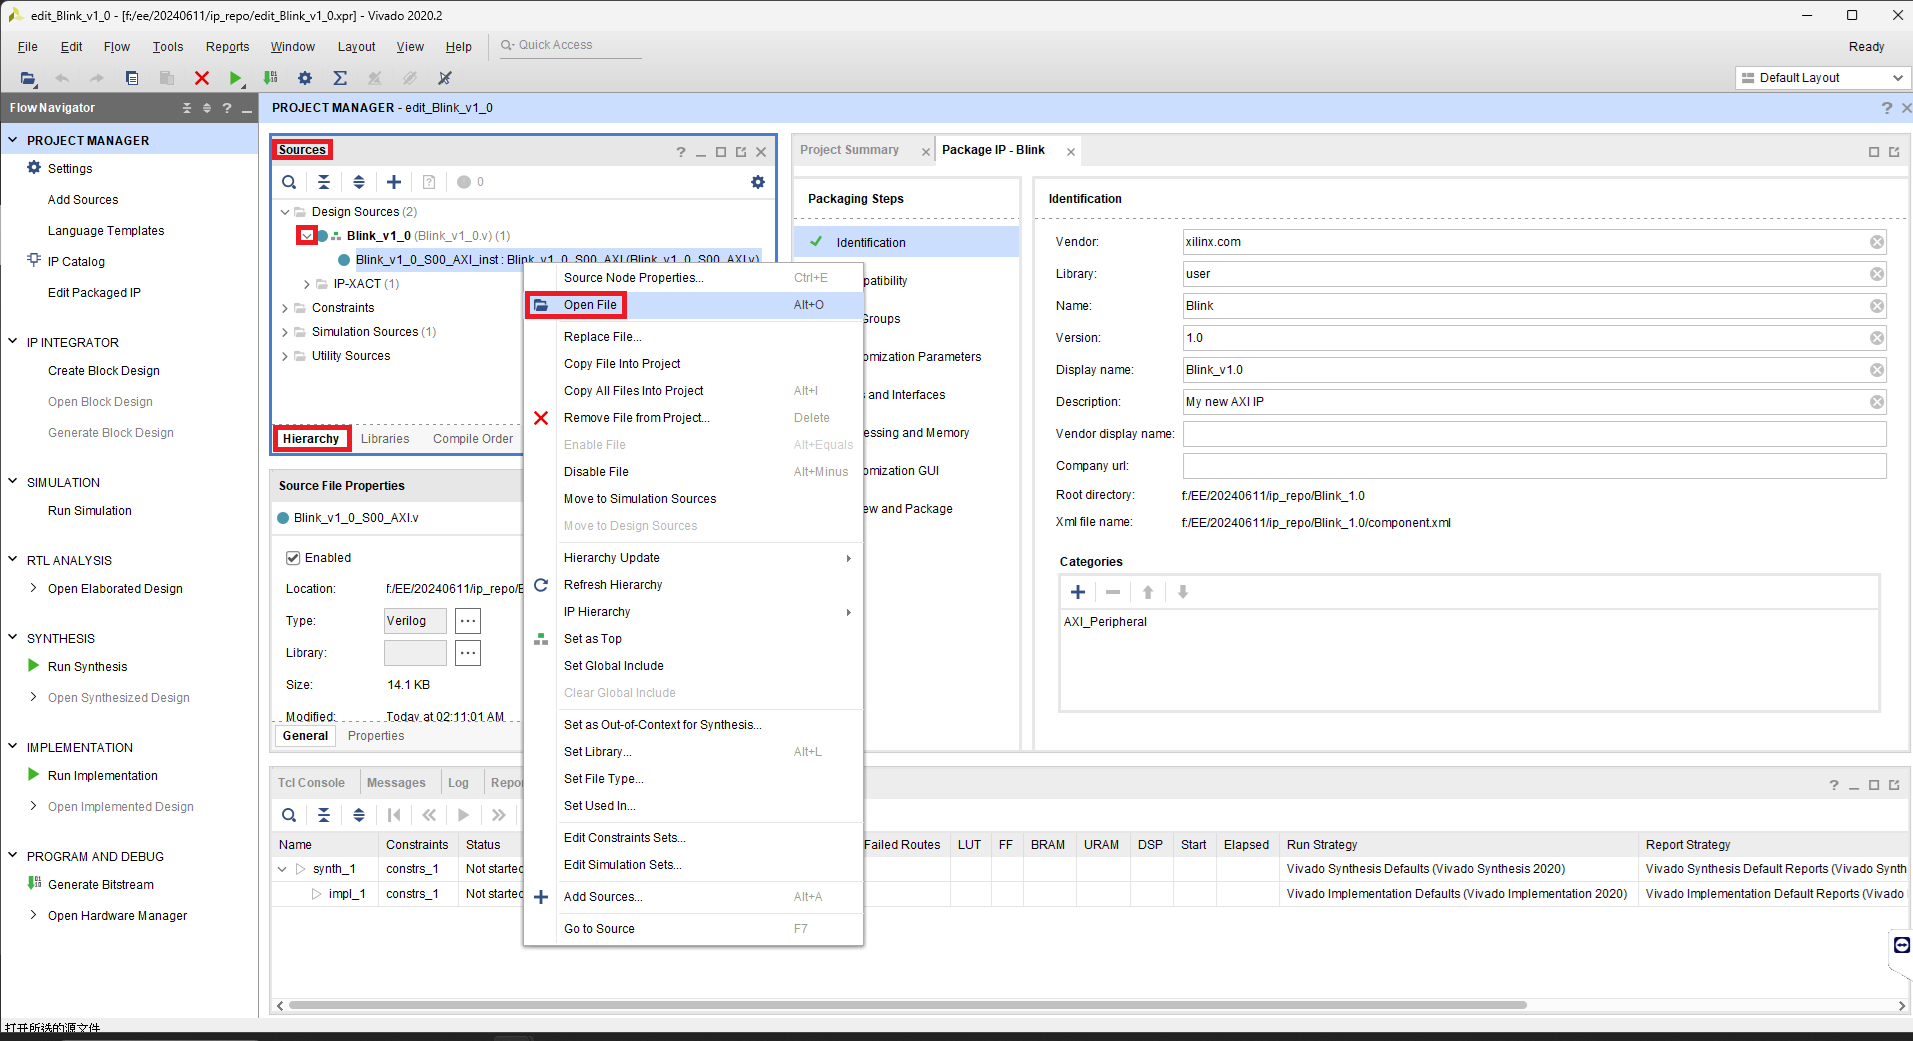 edit_Blink_v1_0 - [f:/ee/20240611/ip_repo/edit_Blink_v1_0.xpr] - Vivado 2020.2
File Edit Flow Tools Reports Window Layout View Help Quick Access Ready
Default Layout
Flow Navigator
PROJECT MANAGER
Settings
Add Sources
Language Templates
IP Catalog
Edit Packaged IP
IP INTEGRATOR
Create Block Design
Open Block Design
Generate Block Design
SIMULATION
Run Simulation
RTL ANALYSIS
Open Elaborated Design
SYNTHESIS
Run Synthesis
Open Synthesized Design
IMPLEMENTATION
Run Implementation
Open Implemented Design
PROGRAM AND DEBUG
Generate Bitstream
Open Hardware Manager
PROJECT MANAGER - edit_Blink_v1_0
Sources
0
Design Sources (2)
Blink_v1_0 (Blink_v1_0.v) (1)
Blink_v1_0_S00_AXI_inst : Blink_v1_0_S00_AXI (Blink_v1_0_S00_AXI.v)
IP-XACT (1)
Constraints
Simulation Sources (1)
Utility Sources
Hierarchy Libraries Compile Order
Source File Properties
Blink_v1_0_S00_AXI.v
Enabled
Location: f:/EE/20240611/ip_repo/
Type: Verilog ...
Library: ...
Size: 14.1 KB
Modified: Today at 02:11:01 AM
General Properties
Source Node Properties... Ctrl+E
Open File Alt+O
Replace File...
Copy File Into Project
Copy All Files Into Project Alt+I
Remove File from Project... Delete
Enable File Alt+Equals
Disable File Alt+Minus
Move to Simulation Sources
Move to Design Sources
Hierarchy Update
Refresh Hierarchy
IP Hierarchy
Set as Top
Set Global Include
Clear Global Include
Set as Out-of-Context for Synthesis...
Set Library... Alt+L
Set File Type...
Set Used In...
Edit Constraints Sets...
Edit Simulation Sets...
Add Sources... Alt+A
Go to Source F7
Project Summary Package IP - Blink
Packaging Steps
Identification
patibility
Groups
omization Parameters
and Interfaces
essing and Memory
omization GUI
ew and Package
Identification
Vendor: xilinx.com
Library: user
Name: Blink
Version: 1.0
Display name: Blink_v1.0
Description: My new AXI IP
Vendor display name:
Company url:
Root directory: f:/EE/20240611/ip_repo/Blink_1.0
Xml file name: f:/EE/20240611/ip_repo/Blink_1.0/component.xml
Categories
AXI_Peripheral
Tcl Console Messages Log Repo
Name Constraints Status Failed Routes LUT FF BRAM URAM DSP Start Elapsed Run Strategy Report Strategy
synth_1 constrs_1 Not started Vivado Synthesis Defaults (Vivado Synthesis 2020) Vivado Synthesis Default Reports (Vivado Synth
impl_1 constrs_1 Not started Vivado Implementation Defaults (Vivado Implementation 2020) Vivado Implementation Default Reports (Vivado
打开所选的源文件